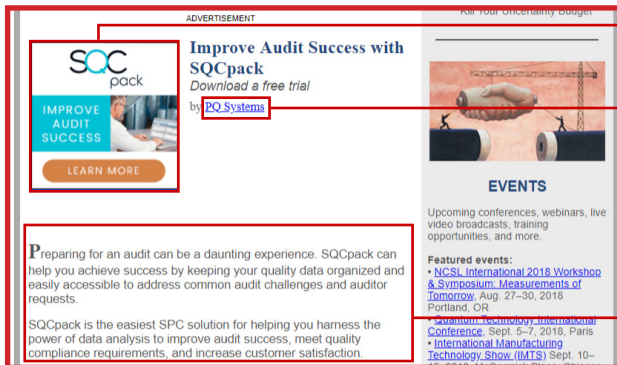 ADVERTISEMENT
SQC
pack
IMPROVE
AUDIT
SUCCESS
LEARN MORE
Improve Audit Success with
SQCpack
Download a free trial
by PQ Systems
Preparing for an audit can be a daunting experience. SQCpack can
help you achieve success by keeping your quality data organized and
easily accessible to address common audit challenges and auditor
requests.
SQCpack is the easiest SPC solution for helping you harness the
power of data analysis to improve audit success, meet quality
compliance requirements, and increase customer satisfaction.
Kill Your Uncertainty Budget
EVENTS
Upcoming conferences, webinars, live
video broadcasts, training
opportunities, and more.
Featured events:
• NCSL International 2018 Workshop
& Symposium: Measurements of
Tomorrow, Aug. 27–30, 2018
Portland, OR
• Quantum Technology International
Conference, Sept. 5–7, 2018, Paris
• International Manufacturing
Technology Show (IMTS) Sept. 10–